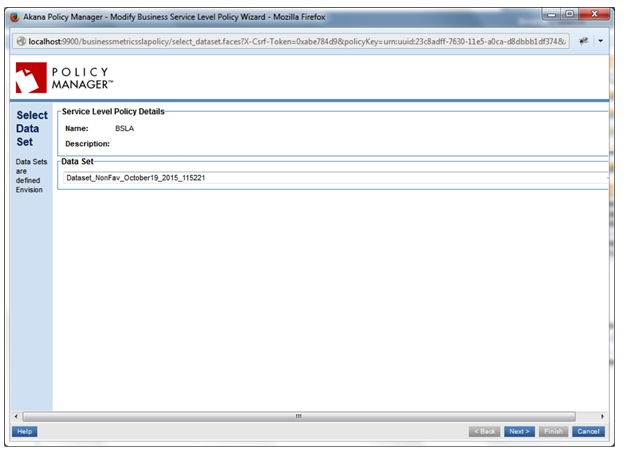 Akana Policy Manager - Modify Business Service Level Policy Wizard - Mozilla Firefox
localhost:9900/businessmetricsslapolicy/select_dataset.faces?X-Csrf-Token=0xabe784d9&policyKey=urn:uuid:23c8adff-7630-11e5-a0ca-d8dbbb1df374&
POLICY
MANAGER™
Select
Data
Set
Data Sets
are
defined
Envision
Service Level Policy Details
Name: BSLA
Description:
Data Set
Dataset_NonFav_October19_2015_115221
Help
< Back Next > Finish Cancel